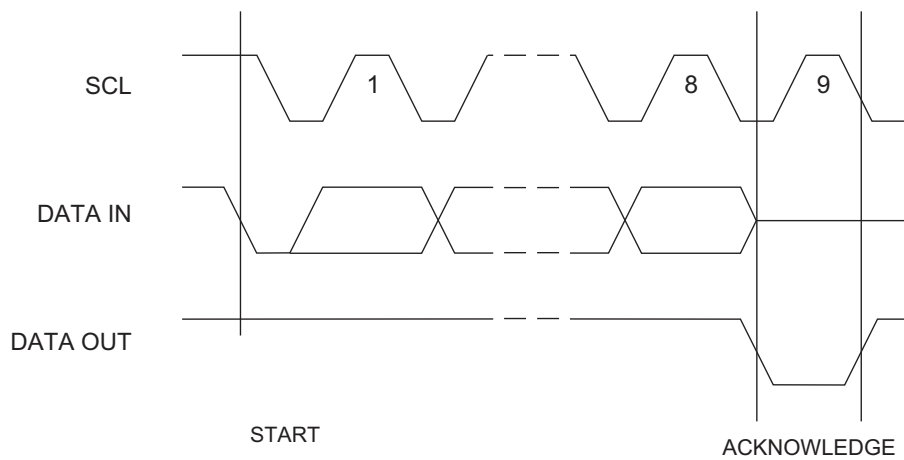 SCL
1
8
9
DATA IN
DATA OUT
START
ACKNOWLEDGE